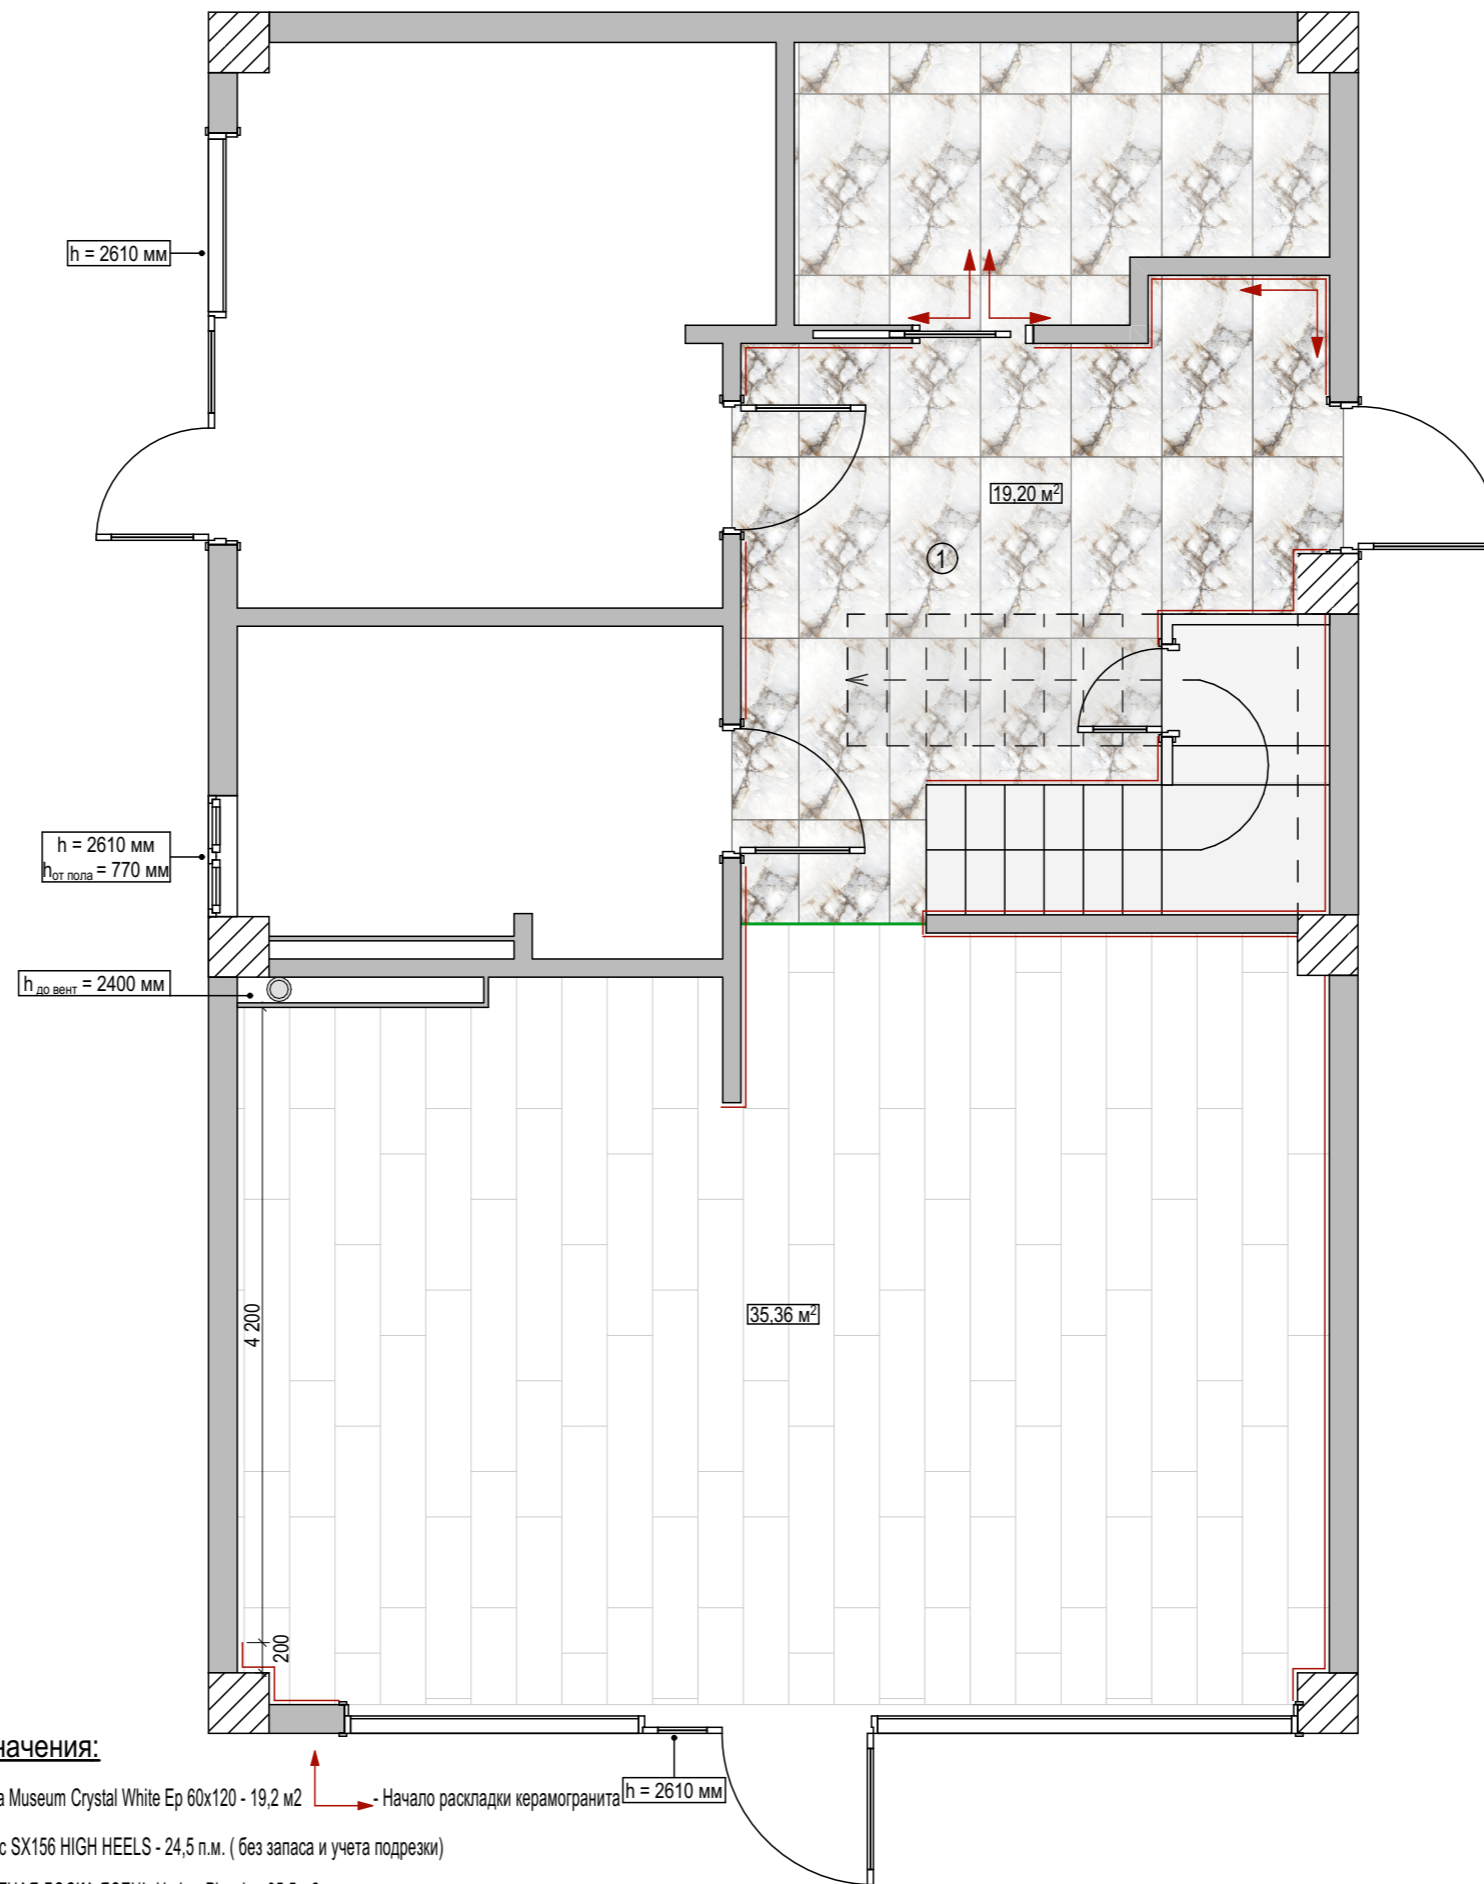 h = 2610 мм
19,20 м²
1
h = 2610 мм
hот пола = 770 мм
h до вент = 2400 мм
35,36 м²
4 200
200
начения:
a Museum Crystal White Ep 60x120 - 19,2 м2
- Начало раскладки керамогранита
h = 2610 мм
с SX156 HIGH HEELS - 24,5 п.м. ( без запаса и учета подрезки)